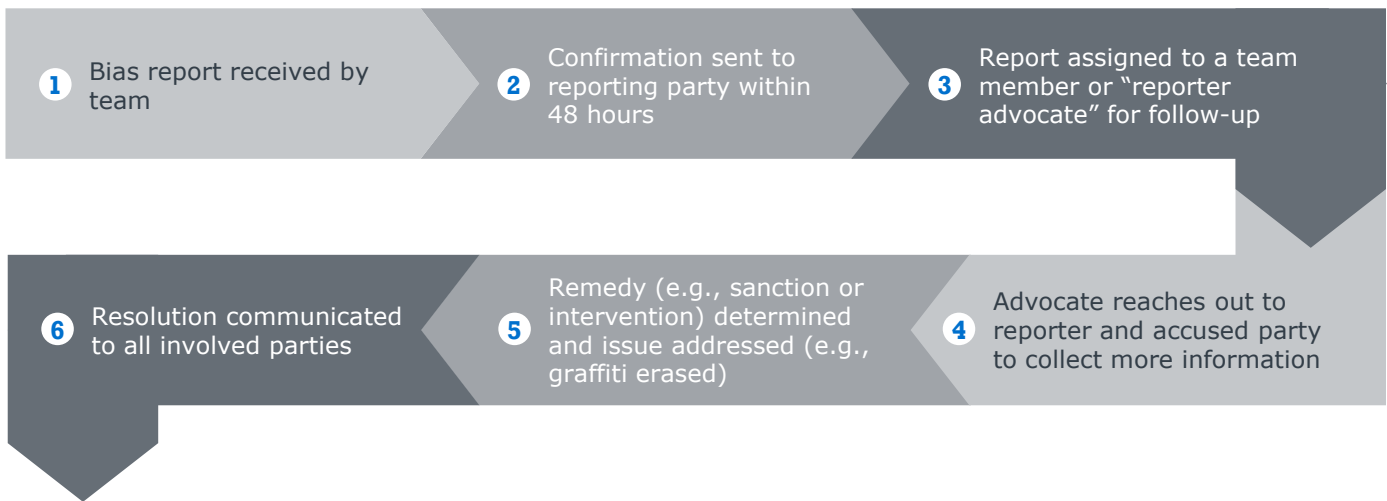 1
Bias report received by
team
2
Confirmation sent to
reporting party within
48 hours
3
Report assigned to a team
member or “reporter
advocate” for follow-up
4
Advocate reaches out to
reporter and accused party
to collect more information
5
Remedy (e.g., sanction or
intervention) determined
and issue addressed (e.g.,
graffiti erased)
6
Resolution communicated
to all involved parties